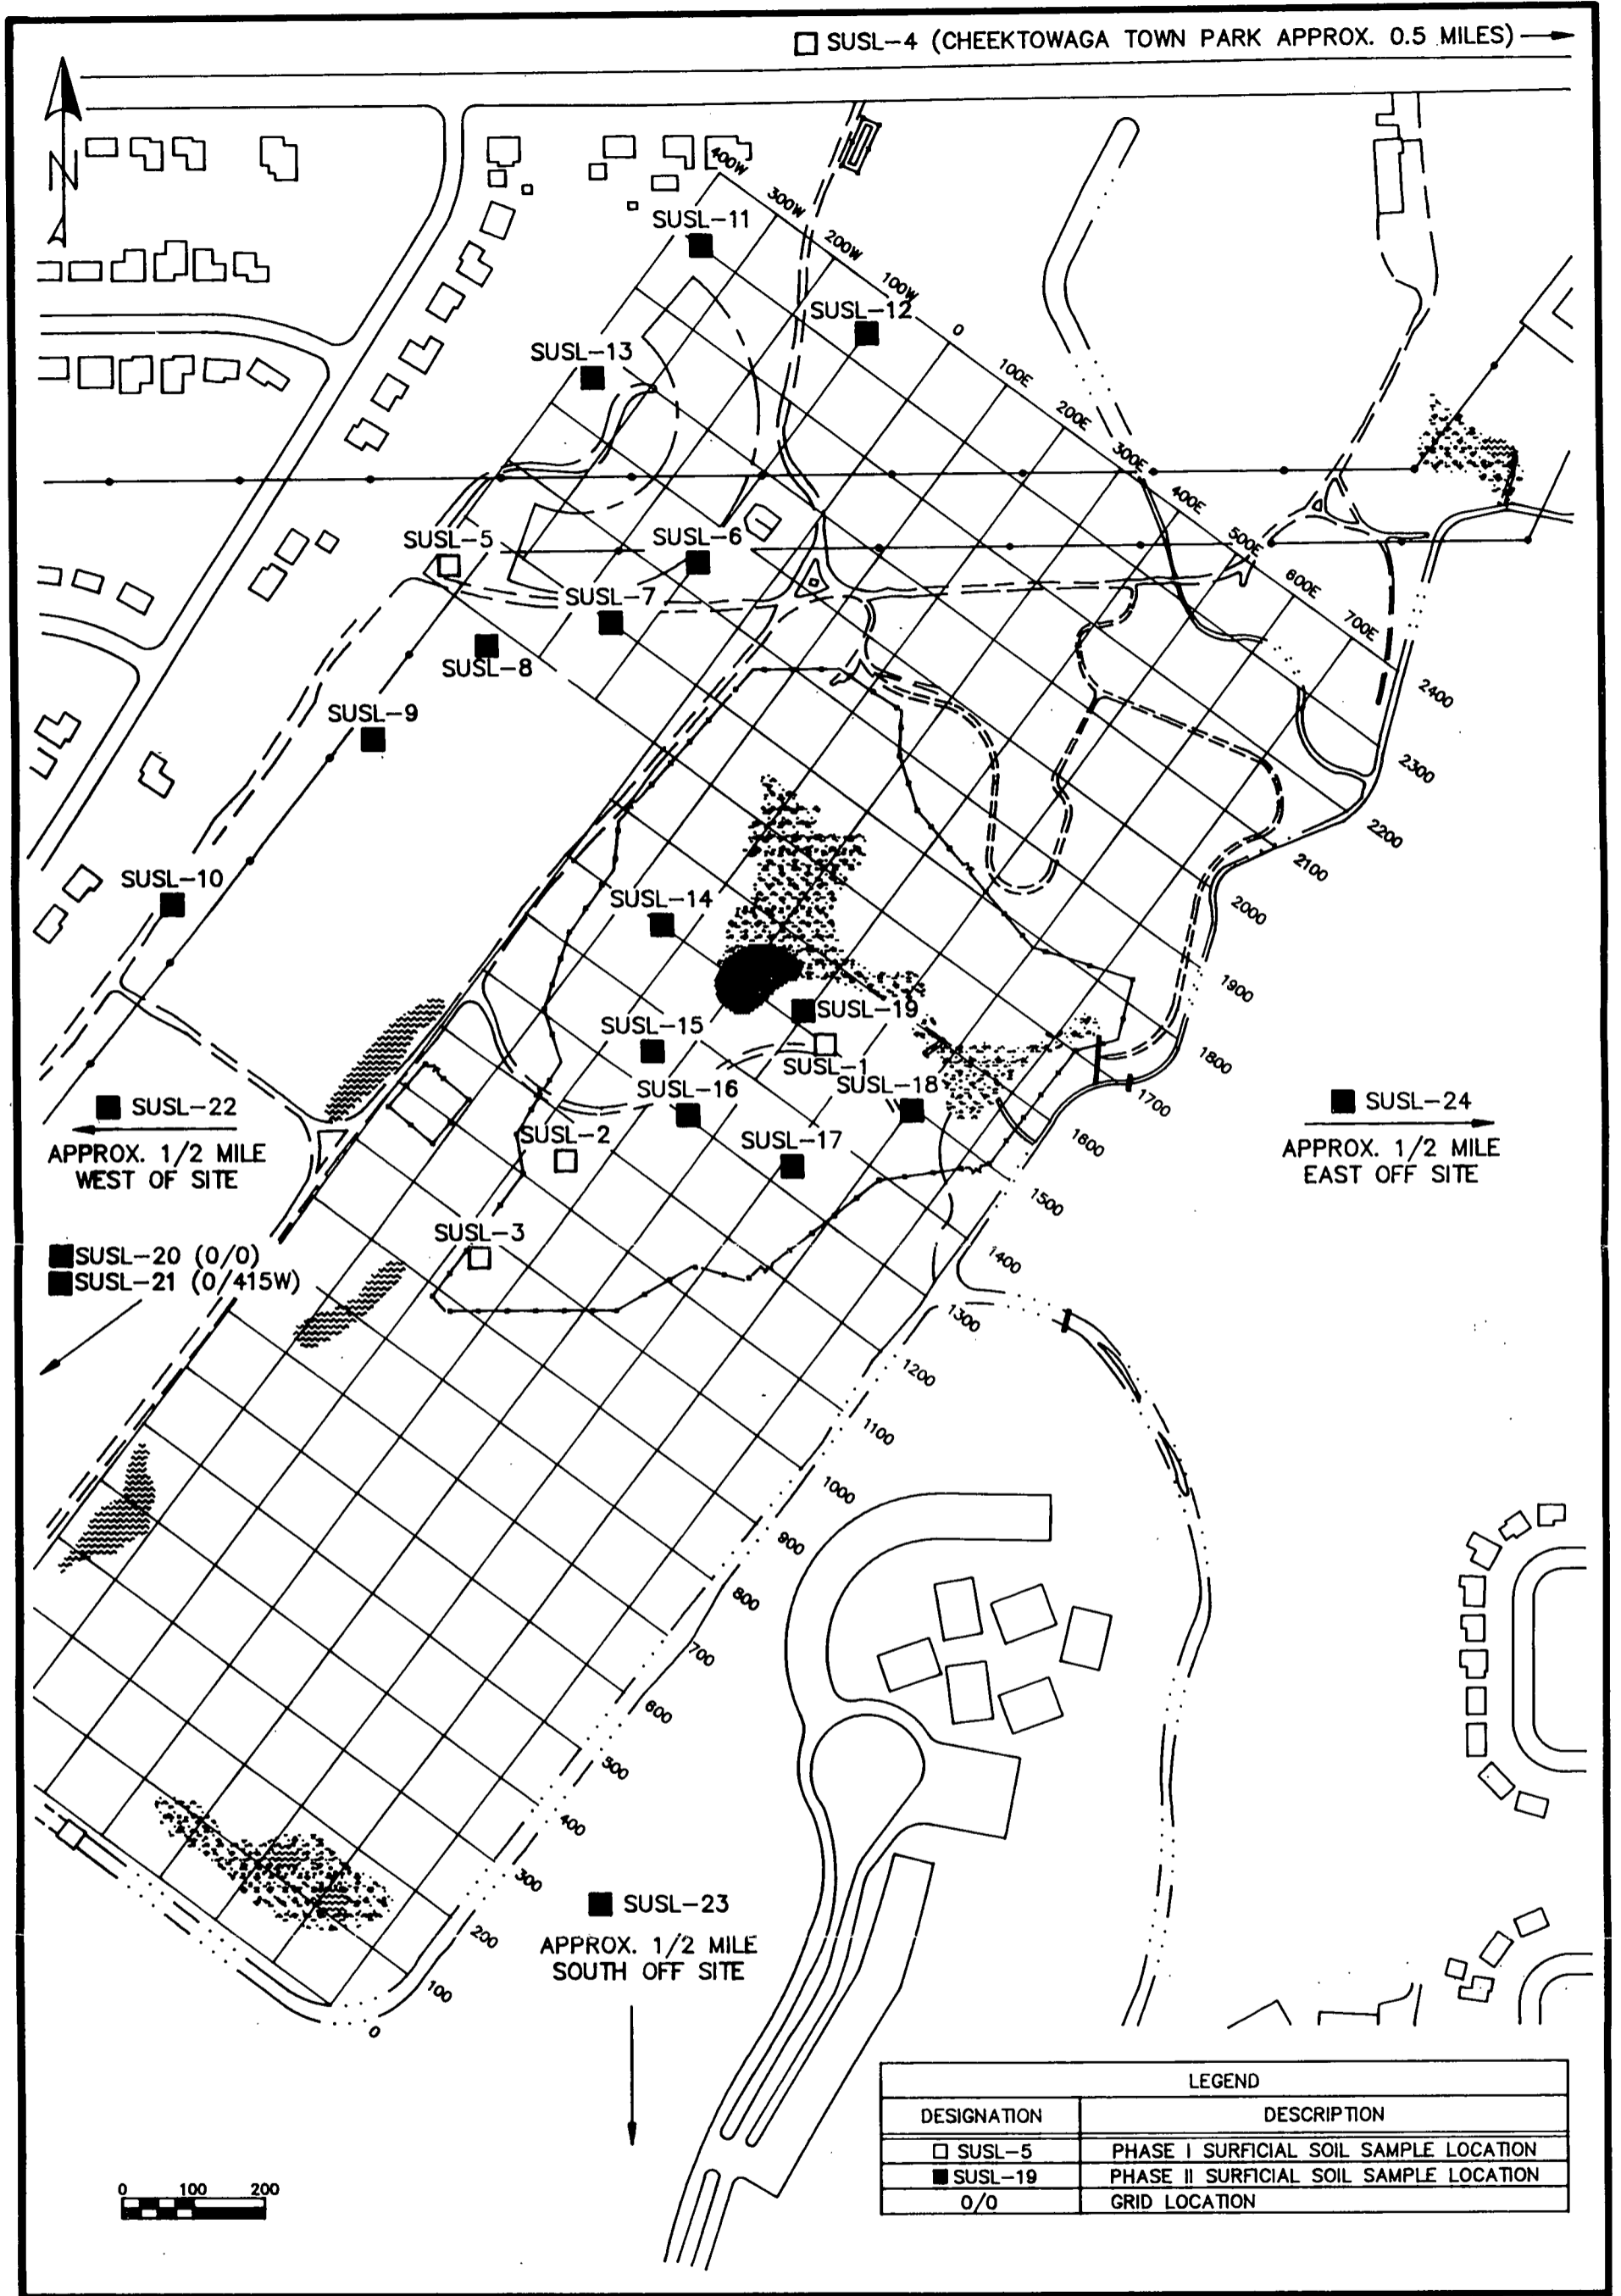 □ SUSL-4 (CHEEKTOWAGA TOWN PARK APPROX. 0.5 MILES)
N
400W
300W
200W
100W
0
100E
200E
300E
400E
500E
600E
700E
2400
2300
2200
2100
2000
1900
1800
1700
1600
1500
1400
1300
1200
1100
1000
900
800
700
600
500
400
300
200
100
0
SUSL-11
SUSL-12
SUSL-13
SUSL-5
SUSL-6
SUSL-7
SUSL-8
SUSL-9
SUSL-10
SUSL-14
SUSL-19
SUSL-15
SUSL-1
SUSL-16
SUSL-18
SUSL-2
SUSL-17
SUSL-3
■ SUSL-22
APPROX. 1/2 MILE
WEST OF SITE
■ SUSL-24
APPROX. 1/2 MILE
EAST OFF SITE
■ SUSL-20 (0/0)
■ SUSL-21 (0/415W)
■ SUSL-23
APPROX. 1/2 MILE
SOUTH OFF SITE
0 100 200
LEGEND
DESIGNATION DESCRIPTION
□ SUSL-5 PHASE I SURFICIAL SOIL SAMPLE LOCATION
■ SUSL-19 PHASE II SURFICIAL SOIL SAMPLE LOCATION
0/0 GRID LOCATION